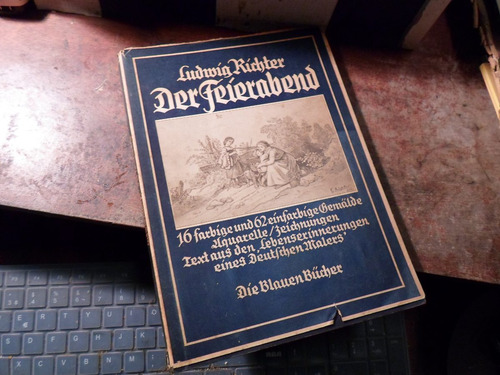 Ludwig Richter
Der Feierabend
16 farbige und 62 einfarbige Gemälde
Aquarelle/Zeichnungen
Text aus den „Lebenserinnerungen
eines Deutschen Malers“
Die Blauen Bücher